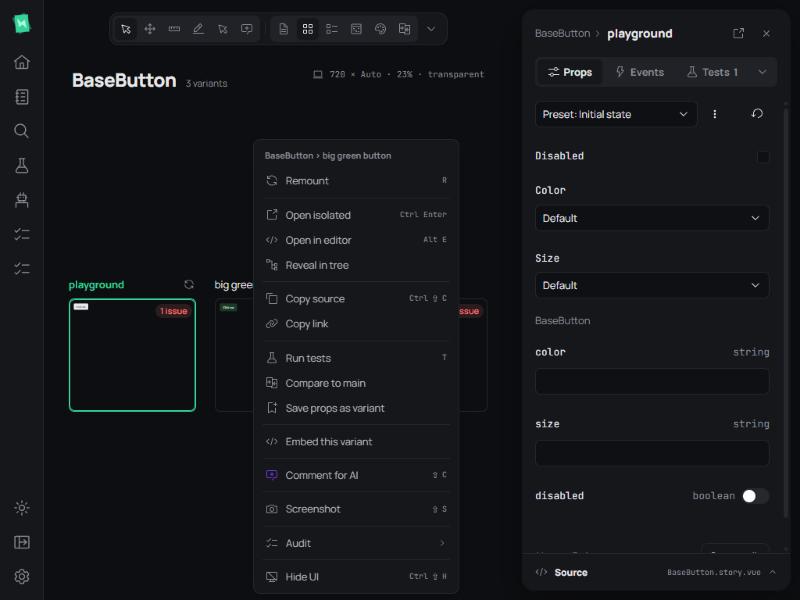 BaseButton
3 variants
720 × Auto · 23% · transparent
playground
1 issue
big gree
ssue
BaseButton › big green button
Remount R
Open isolated Ctrl Enter
Open in editor Alt E
Reveal in tree
Copy source Ctrl ⇧ C
Copy link
Run tests T
Compare to main
Save props as variant
Embed this variant
Comment for AI ⇧ C
Screenshot ⇧ S
Audit
Hide UI Ctrl ⇧ H
BaseButton › playground
Props Events Tests 1
Preset: Initial state
Disabled
Color
Default
Size
Default
BaseButton
color string
size string
disabled boolean
Source BaseButton.story.vue